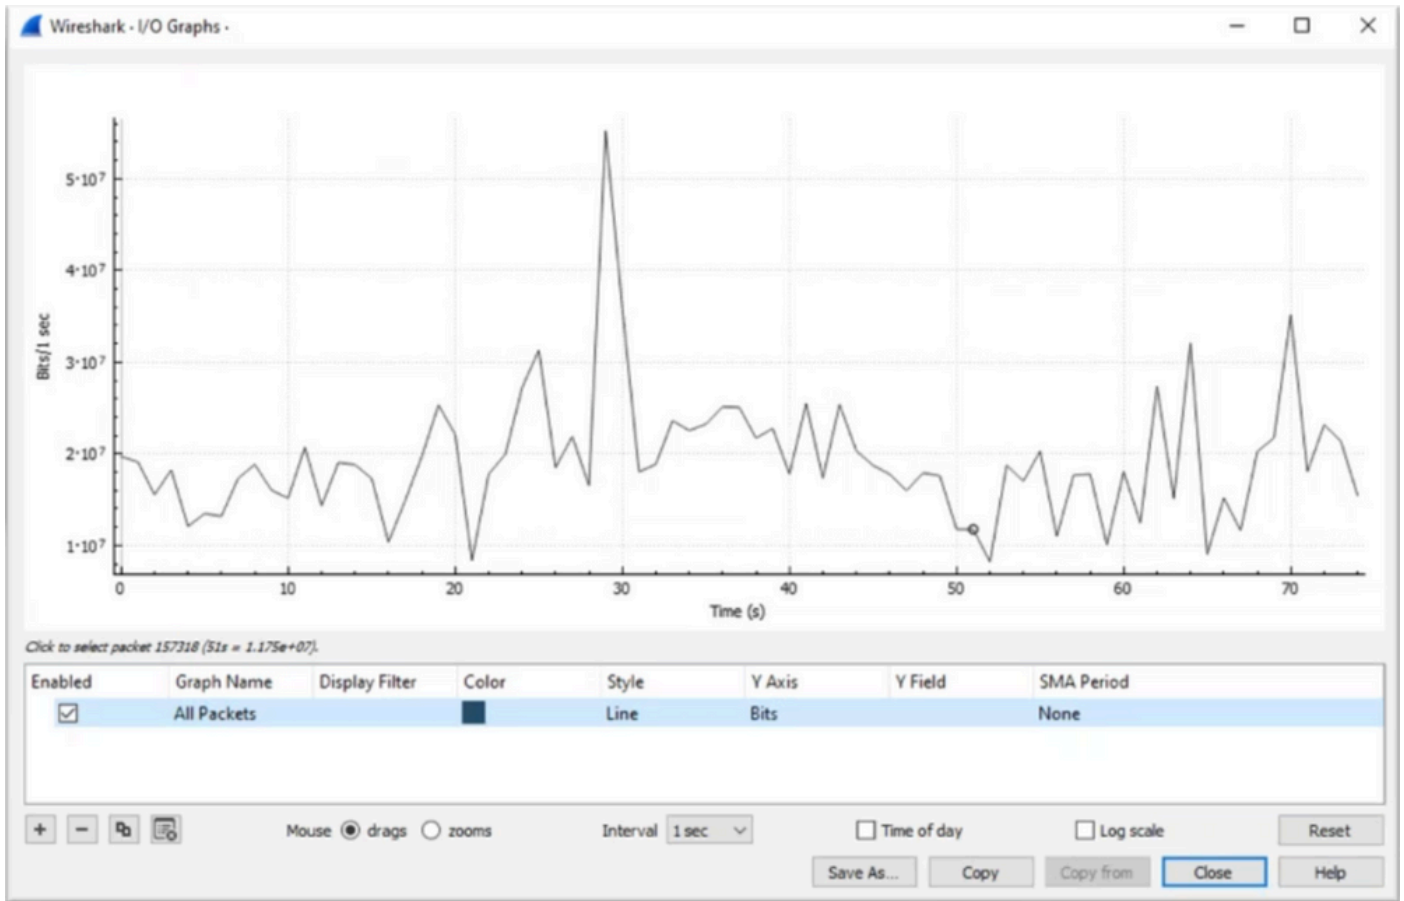 Wireshark · I/O Graphs ·
5·10⁷
4·10⁷
3·10⁷
2·10⁷
1·10⁷
Bits/1 sec
0 10 20 30 40 50 60 70
Time (s)
Click to select packet 157318 (51s = 1.175e+07).
Enabled Graph Name Display Filter Color Style Y Axis Y Field SMA Period
All Packets Line Bits None
Mouse drags zooms Interval 1 sec Time of day Log scale Reset
Save As... Copy Copy from Close Help